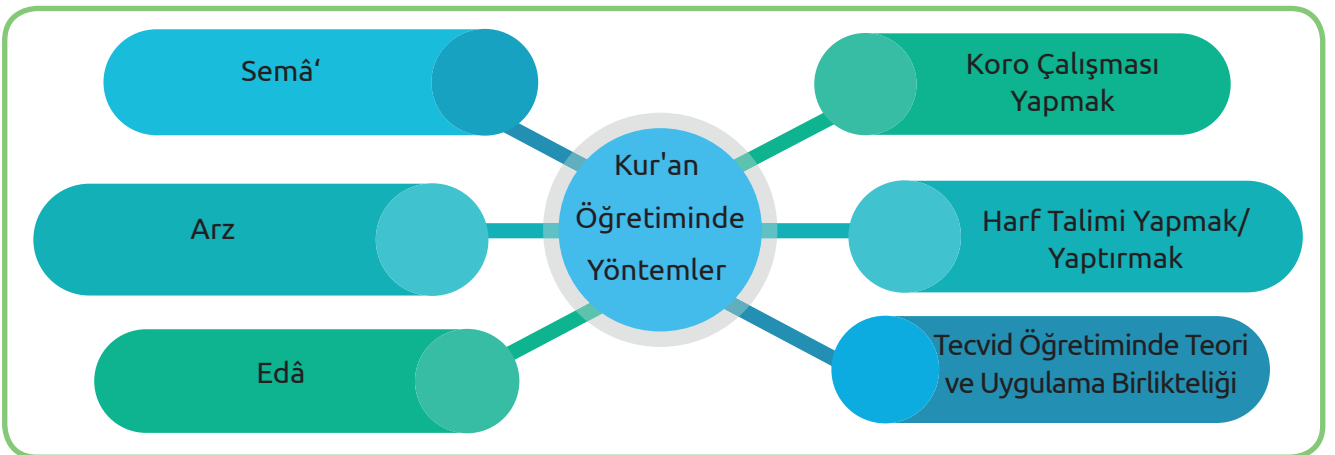 Semâ‘
Arz
Edâ
Kur'an
Öğretiminde
Yöntemler
Koro Çalışması
Yapmak
Harf Talimi Yapmak/
Yaptırmak
Tecvid Öğretiminde Teori
ve Uygulama Birlikteliği